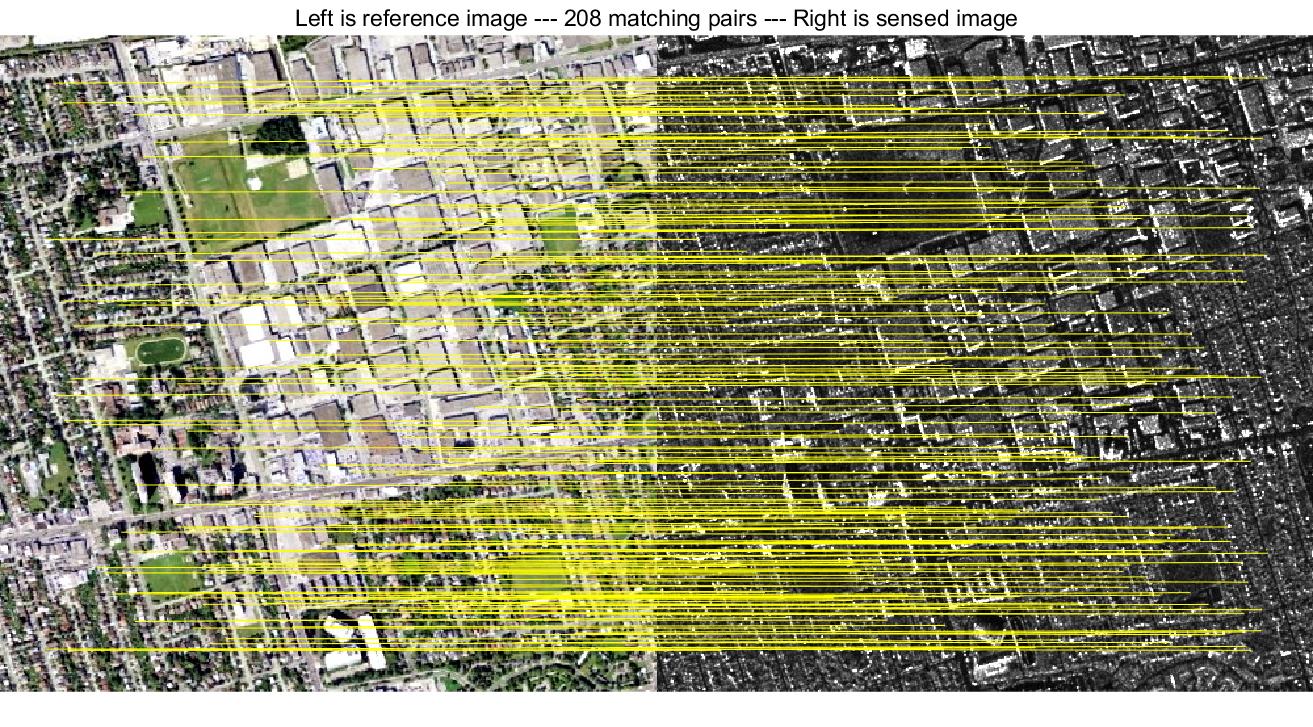 Left is reference image --- 208 matching pairs --- Right is sensed image